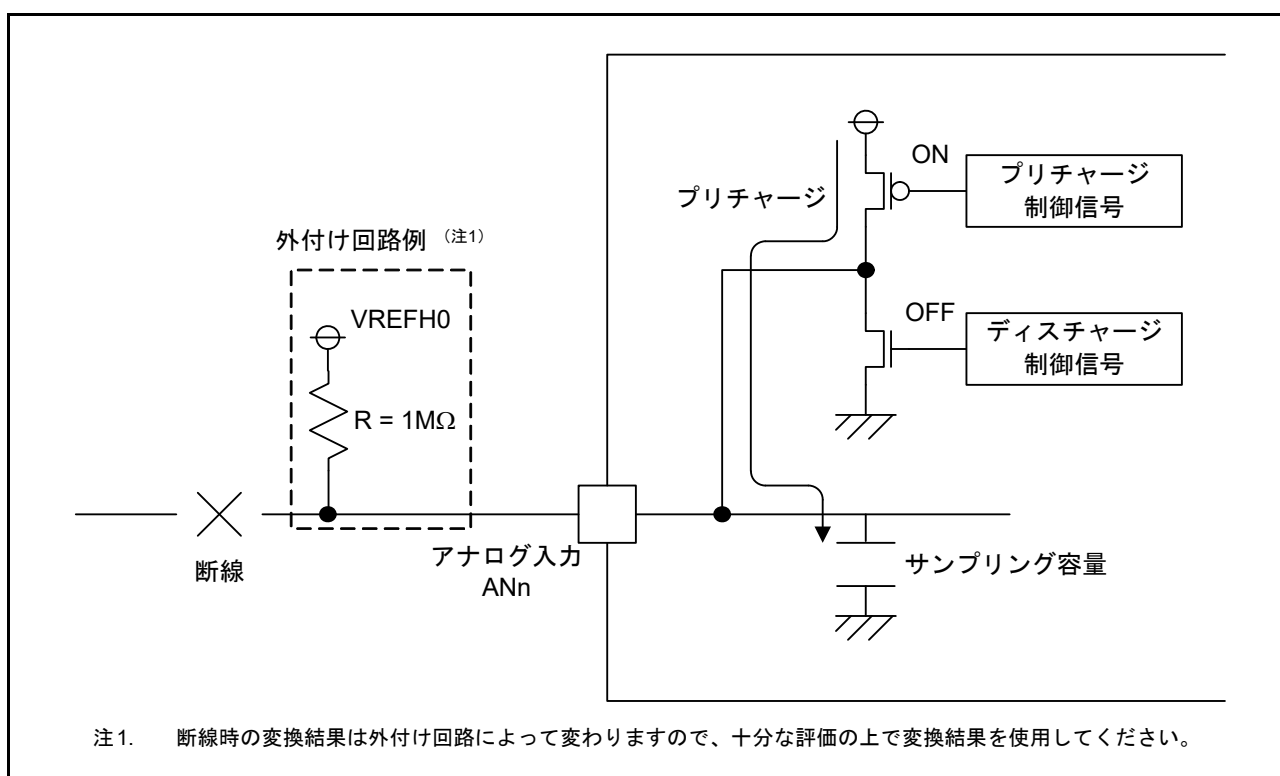 ON
プリチャージ
制御信号
プリチャージ
外付け回路例 （注1）
VREFH0
OFF
ディスチャージ
制御信号
R = 1MΩ
断線
アナログ入力
ANn
サンプリング容量
注1. 断線時の変換結果は外付け回路によって変わりますので、十分な評価の上で変換結果を使用してください。